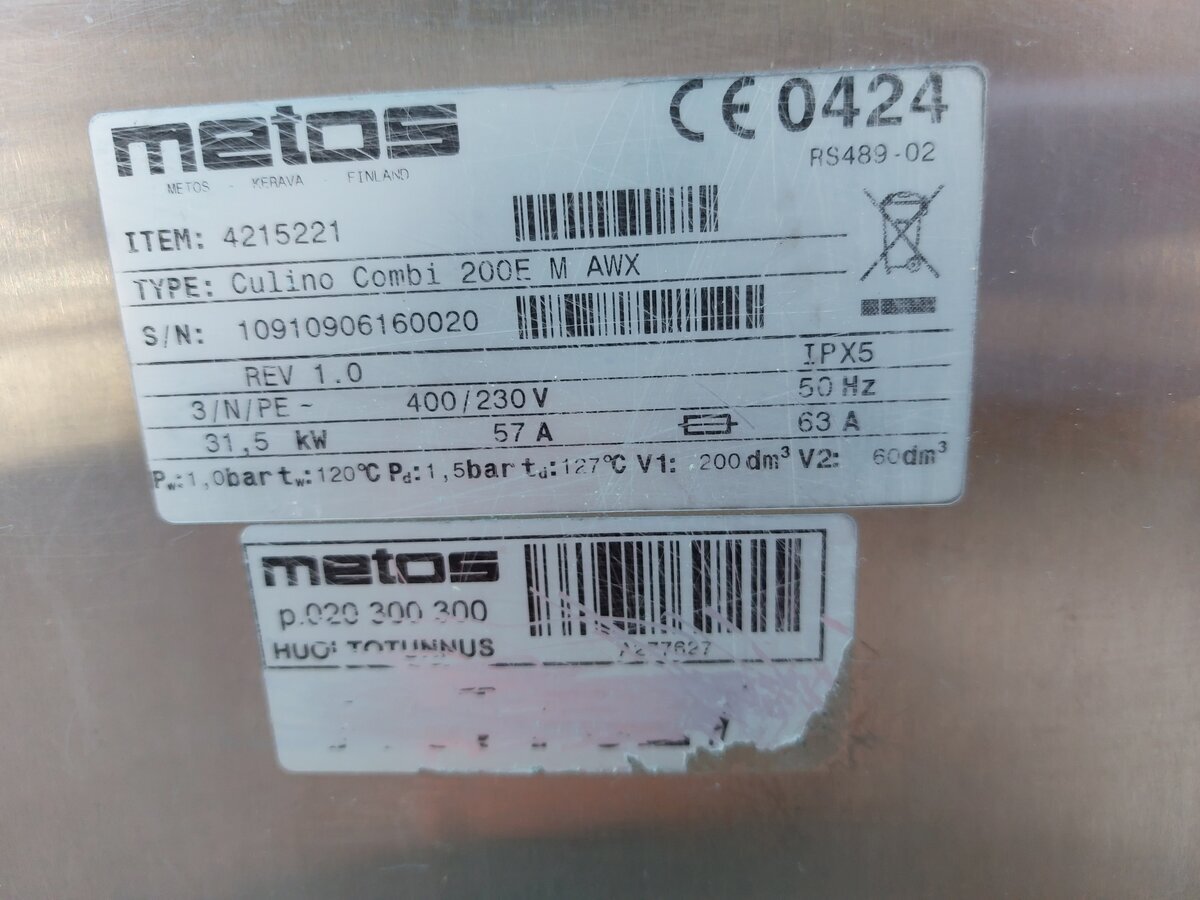 metos
CE 0424
METOS - KERAVA - FINLAND
RS489-02
ITEM: 4215221
TYPE: Culino Combi 200E M AWX
S/N: 10910906160020
REV 1.0 IPX5
3/N/PE ~ 400/230 V 50 Hz
31,5 kW 57 A 63 A
Pw:1,0bar tw:120°C Pd:1,5bar td:127°C V1: 200dm³ V2: 60dm³
metos
p.020 300 300
TOTUNNUS A277627